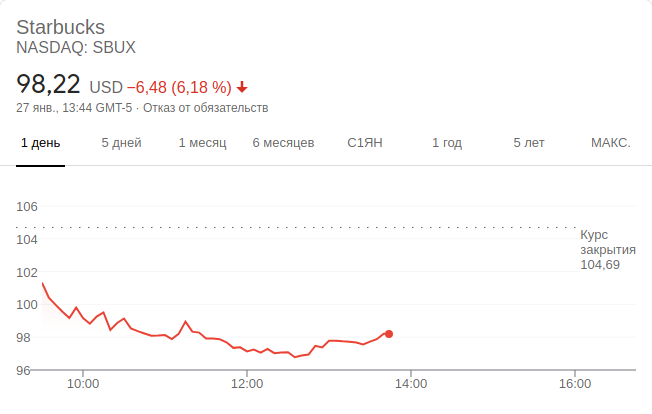 Starbucks
NASDAQ: SBUX
98,22 USD −6,48 (6,18 %)
27 янв., 13:44 GMT-5 · Отказ от обязательств
1 день 5 дней 1 месяц 6 месяцев С1ЯН 1 год 5 лет МАКС.
106
Курс
104 закрытия
104,69
102
100
98
96
10:00 12:00 14:00 16:00